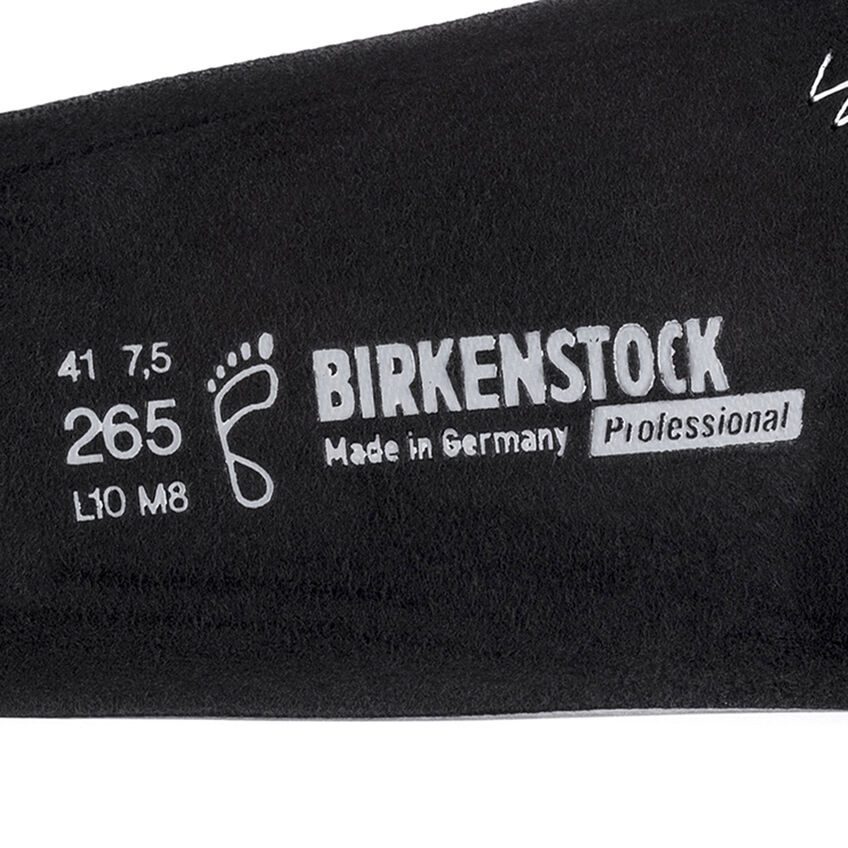 41 7,5
265
L10 M8
BIRKENSTOCK
Made in Germany Professional